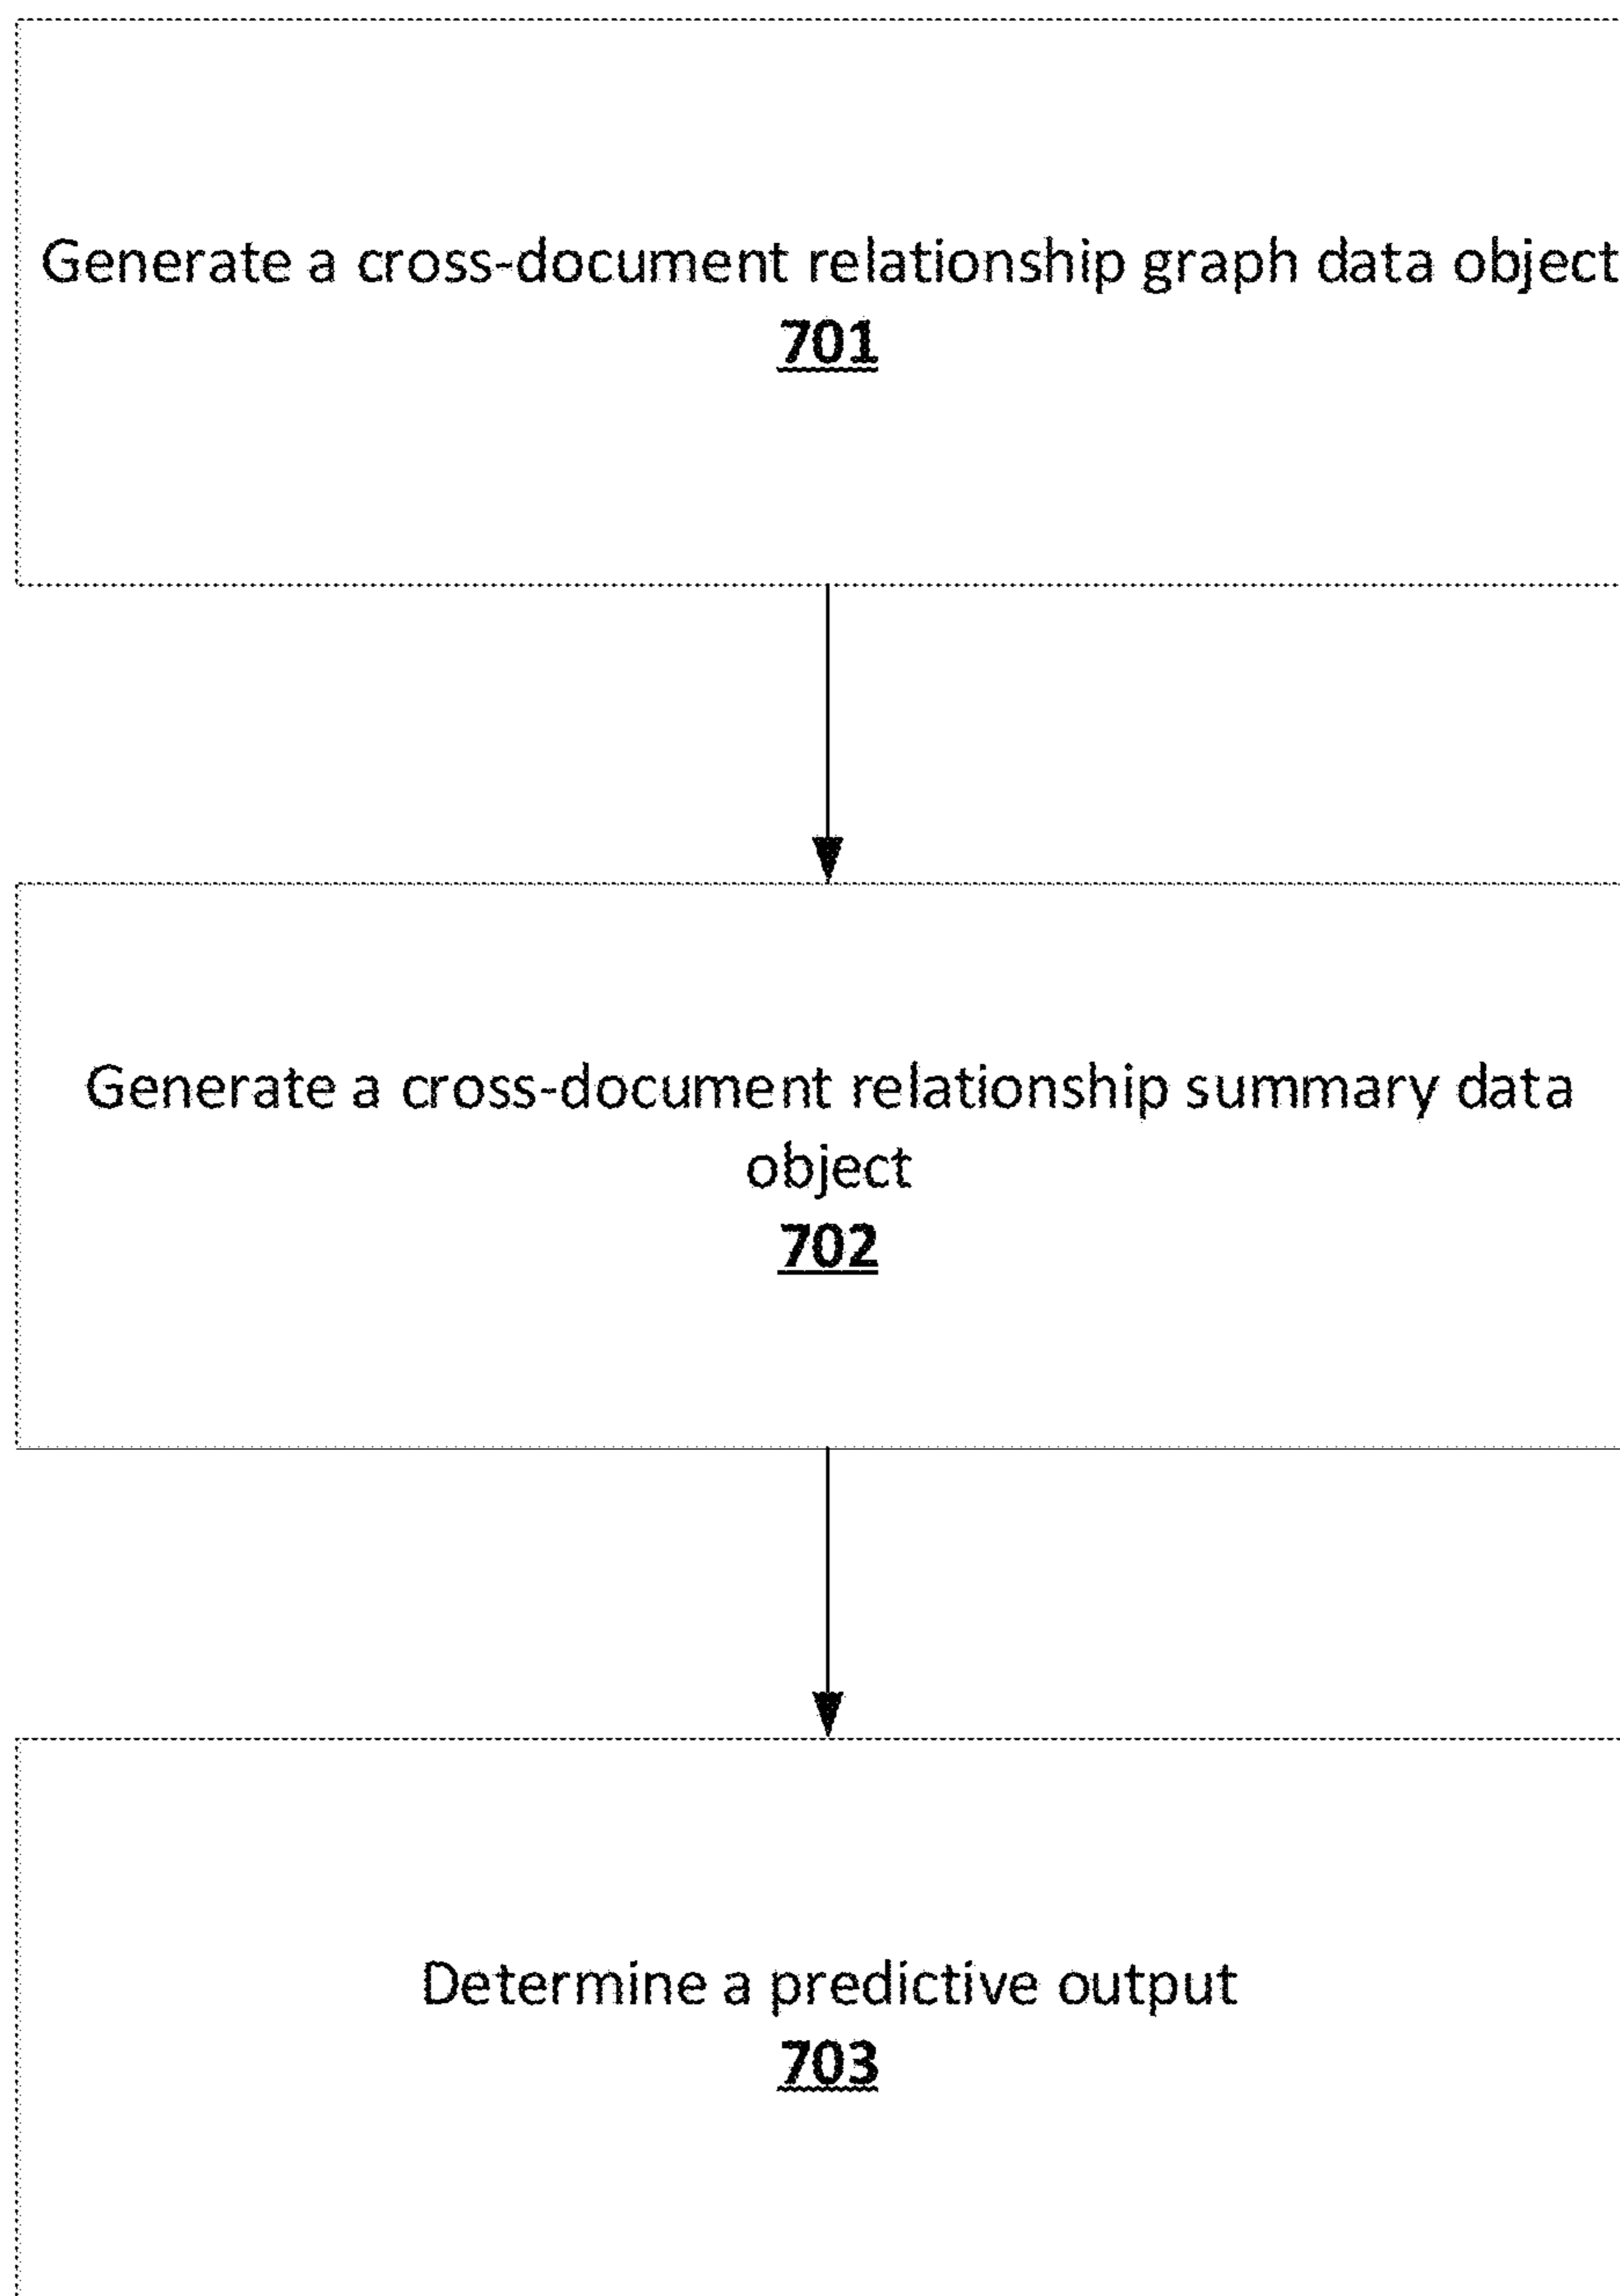 Generate a cross-document relationship graph data object
701
Generate a cross-document relationship summary data
object
702
Determine a predictive output
703